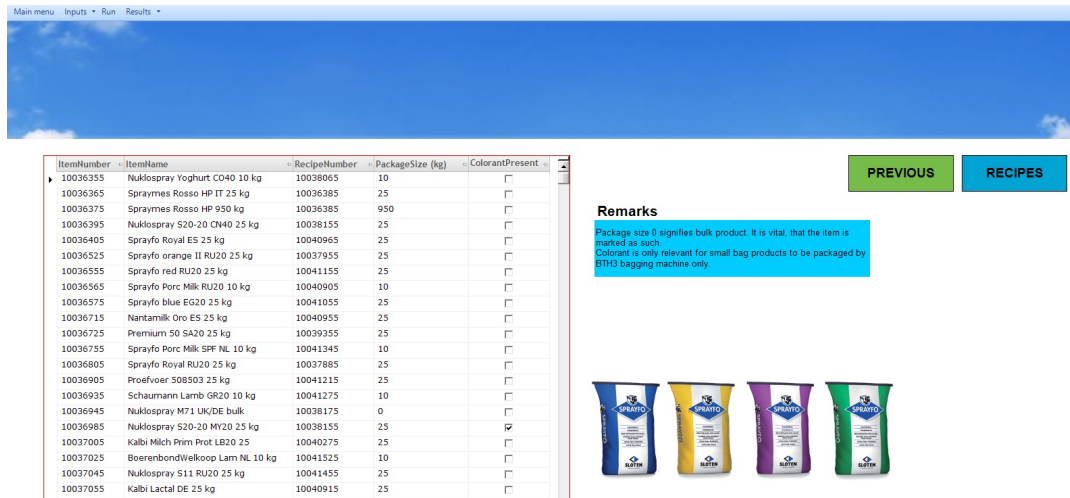 Main menu Inputs Run Results
ItemNumber ItemName RecipeNumber PackageSize (kg) ColorantPresent
10036355 Nuklospray Yoghurt CO40 10 kg 10038065 10
10036365 Spraymes Rosso HP IT 25 kg 10036385 25
10036375 Spraymes Rosso HP 950 kg 10036385 950
10036395 Nuklospray S20-20 CN40 25 kg 10038155 25
10036405 Sprayfo Royal ES 25 kg 10040965 25
10036525 Sprayfo orange II RU20 25 kg 10037955 25
10036555 Sprayfo red RU20 25 kg 10041155 25
10036565 Sprayfo Porc Milk RU20 10 kg 10040905 10
10036575 Sprayfo blue EG20 25 kg 10041055 25
10036715 Nantamilk Oro ES 25 kg 10040955 25
10036725 Premium 50 SA20 25 kg 10039355 25
10036755 Sprayfo Porc Milk SPF NL 10 kg 10041345 10
10036805 Sprayfo Royal RU20 25 kg 10037885 25
10036905 Proefvoer 508503 25 kg 10041215 25
10036935 Schaumann Lamb GR20 10 kg 10041275 10
10036945 Nuklospray M71 UK/DE bulk 10038175 0
10036985 Nuklospray S20-20 MY20 25 kg 10038155 25
10037005 Kalbi Milch Prim Prot LB20 25 10040275 25
10037025 BoerenbondWelkoop Lam NL 10 kg 10041525 10
10037045 Nuklospray S11 RU20 25 kg 10041455 25
10037055 Kalbi Lactal DE 25 kg 10040915 25
PREVIOUS RECIPES
Remarks
Package size 0 signifies bulk product. It is vital, that the item is
marked as such.
Colorant is only relevant for small bag products to be packaged by
BTH3 bagging machine only.
SPRAYFO SPRAYFO SPRAYFO SPRAYFO
SLOTEN SLOTEN SLOTEN SLOTEN